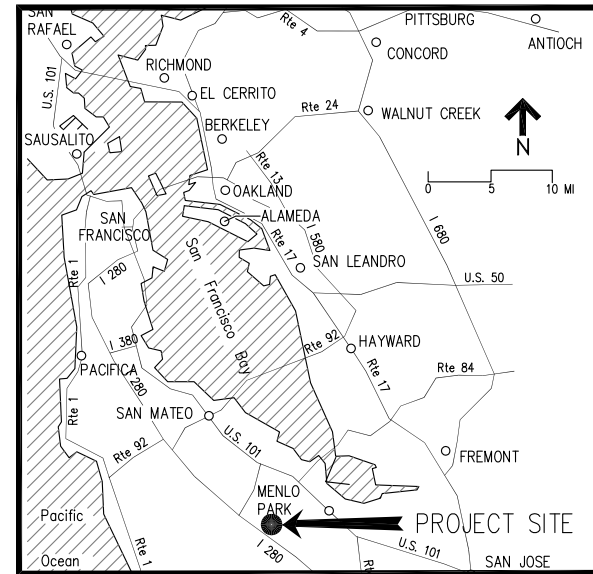 SAN
RAFAEL
Rte 4
PITTSBURG
ANTIOCH
CONCORD
U.S. 101
RICHMOND
EL CERRITO
Rte 24
WALNUT CREEK
SAUSALITO
BERKELEY
N
Rte 13
OAKLAND
0 5 10 MI
ALAMEDA
SAN
FRANCISCO
I 580
I 680
Rte 17
San Francisco Bay
SAN LEANDRO
Rte 1
I 280
U.S. 50
I 380
Rte 92
HAYWARD
PACIFICA
I 280
Rte 84
Rte 17
Rte 1
SAN MATEO
U.S. 101
Rte 92
FREMONT
MENLO
PARK
Pacific
Ocean
PROJECT SITE
Rte 1
I 280
Rte
U.S. 101
SAN JOSE